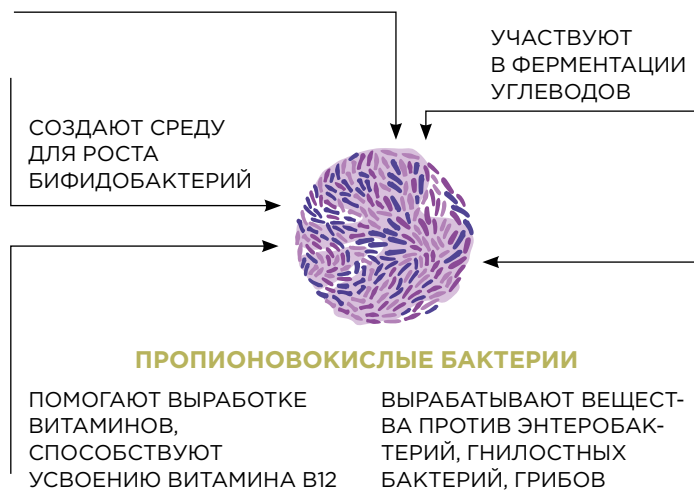 УЧАСТВУЮТ
В ФЕРМЕНТАЦИИ
УГЛЕВОДОВ
СОЗДАЮТ СРЕДУ
ДЛЯ РОСТА
БИФИДОБАКТЕРИЙ
ПРОПИОНОВОКИСЛЫЕ БАКТЕРИИ
ПОМОГАЮТ ВЫРАБОТКЕ
ВИТАМИНОВ,
СПОСОБСТВУЮТ
УСВОЕНИЮ ВИТАМИНА B12
ВЫРАБАТЫВАЮТ ВЕЩЕСТ-
ВА ПРОТИВ ЭНТЕРОБАК-
ТЕРИЙ, ГНИЛОСТНЫХ
БАКТЕРИЙ, ГРИБОВ